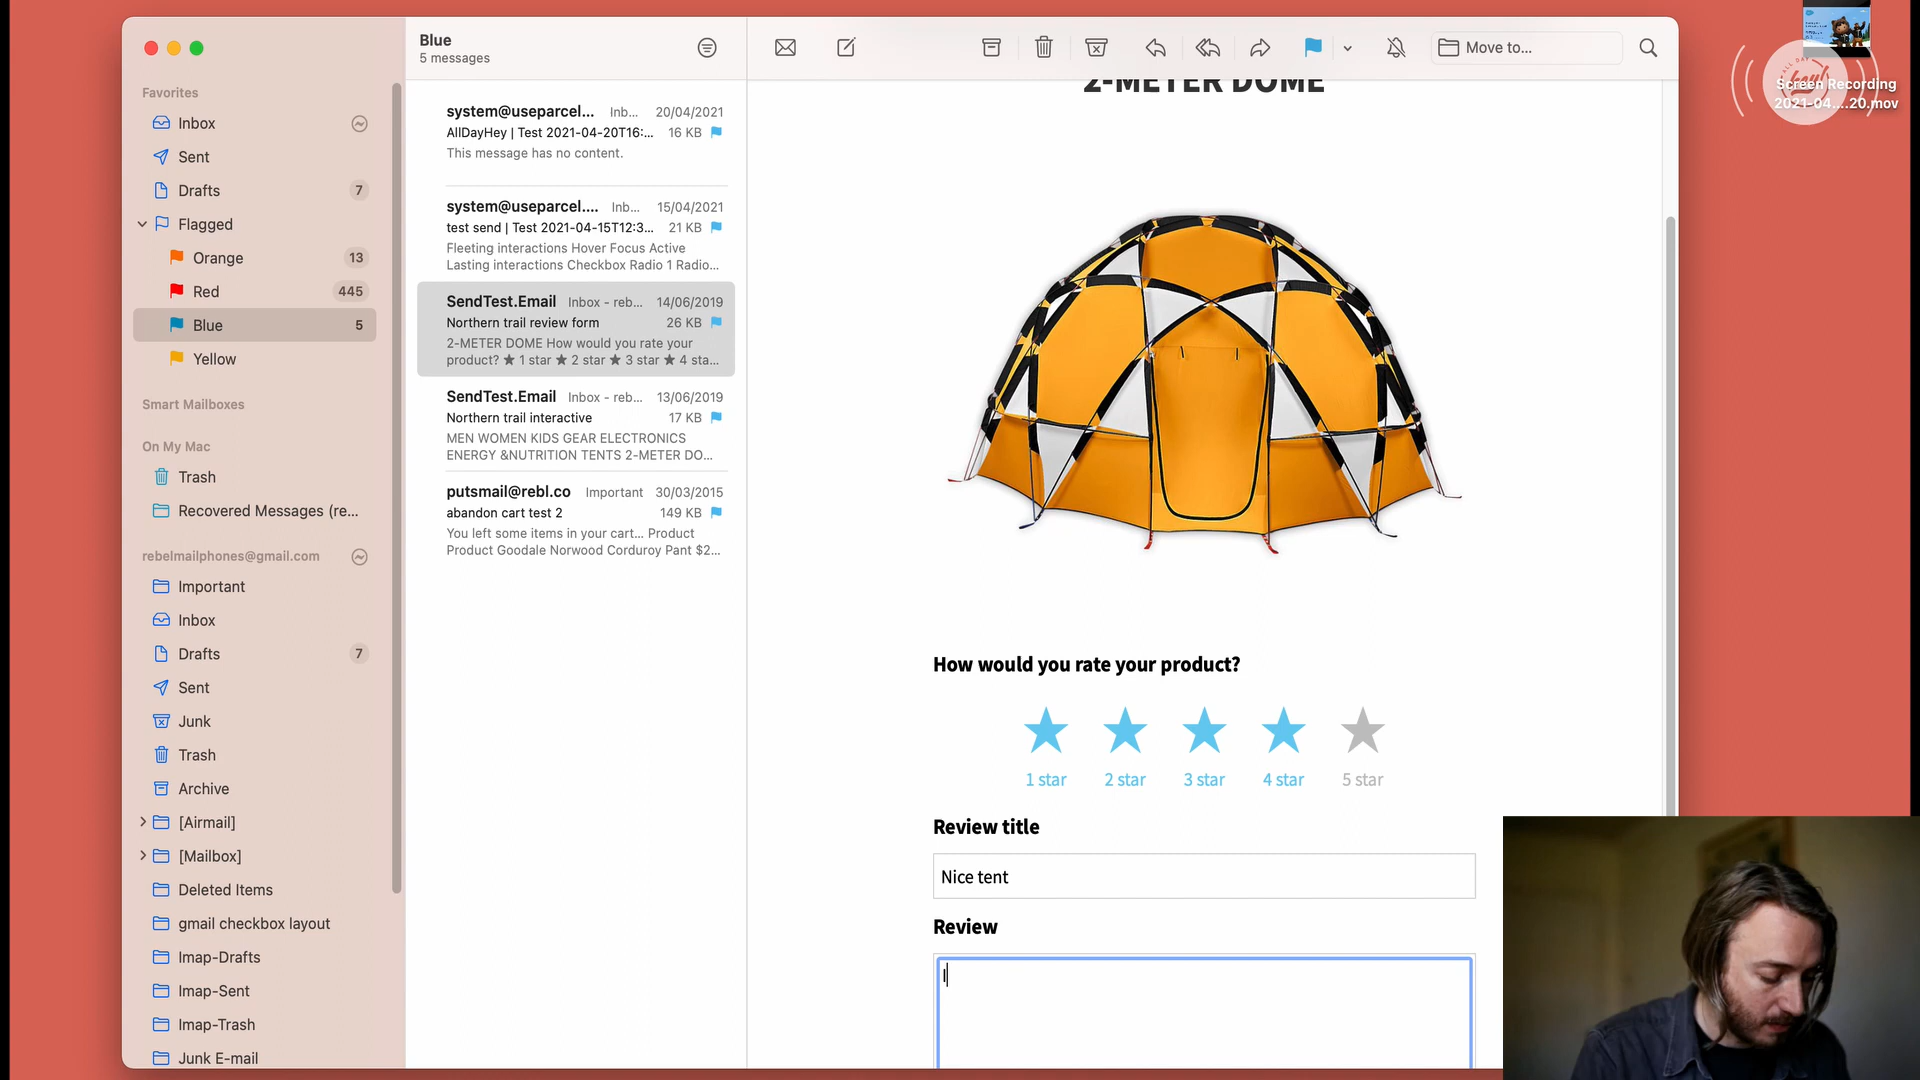 Favorites
Inbox
Sent
Drafts 7
Flagged
Orange 13
Red 445
Blue 5
Yellow
Smart Mailboxes
On My Mac
Trash
Recovered Messages (re...
rebelmailphones@gmail.com
Important
Inbox
Drafts 7
Sent
Junk
Trash
Archive
[Airmail]
[Mailbox]
Deleted Items
gmail checkbox layout
Imap-Drafts
Imap-Sent
Imap-Trash
Junk E-mail
Blue
5 messages
system@useparcel... Inb... 20/04/2021
AllDayHey | Test 2021-04-20T16:... 16 KB
This message has no content.
system@useparcel.... Inb... 15/04/2021
test send | Test 2021-04-15T12:3... 21 KB
Fleeting interactions Hover Focus Active
Lasting interactions Checkbox Radio 1 Radio...
SendTest.Email Inbox - reb... 14/06/2019
Northern trail review form 26 KB
2-METER DOME How would you rate your
product? ★ 1 star ★ 2 star ★ 3 star ★ 4 sta...
SendTest.Email Inbox - reb... 13/06/2019
Northern trail interactive 17 KB
MEN WOMEN KIDS GEAR ELECTRONICS
ENERGY &NUTRITION TENTS 2-METER DO...
putsmail@rebl.co Important 30/03/2015
abandon cart test 2 149 KB
You left some items in your cart... Product
Product Goodale Norwood Corduroy Pant $2...
Move to...
2-METER DOME
How would you rate your product?
1 star 2 star 3 star 4 star 5 star
Review title
Nice tent
Review
I
Screen Recording
2021-04....20.mov
ALL DAY
hey!